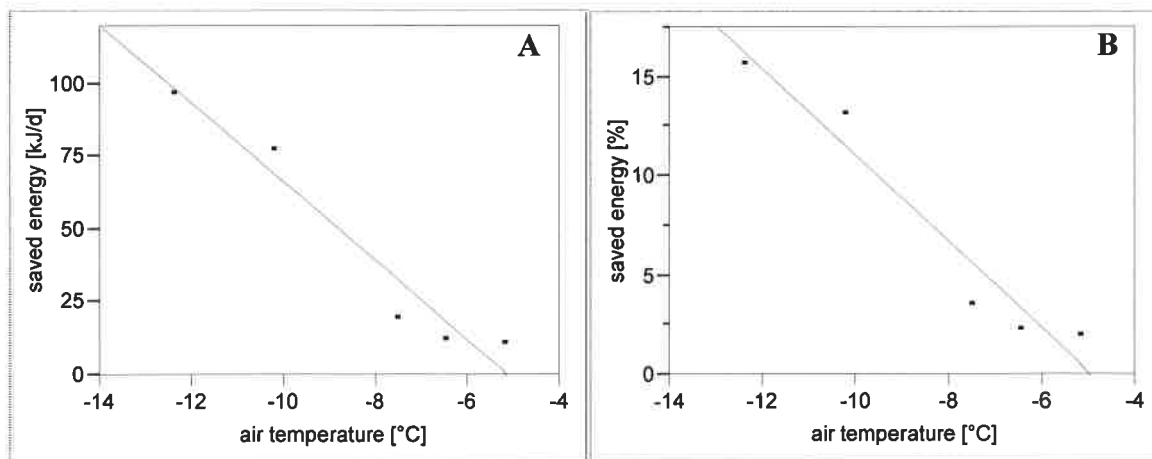 A
saved energy [kJ/d]
100
75
50
25
0
-14 -12 -10 -8 -6 -4
air temperature [°C]
B
saved energy [%]
15
10
5
0
-14 -12 -10 -8 -6 -4
air temperature [°C]